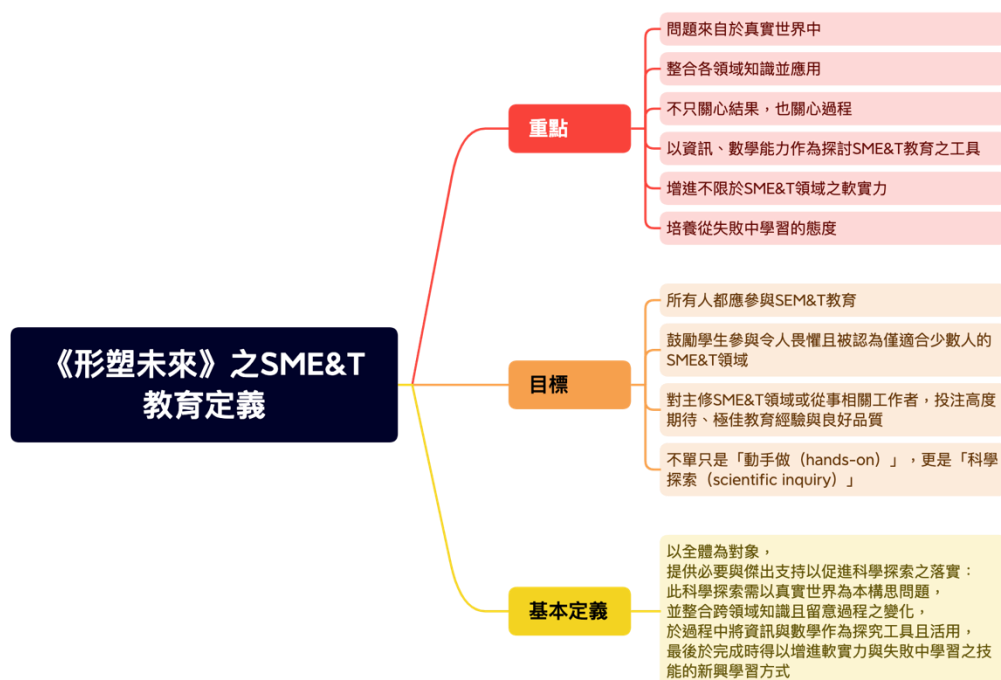 《形塑未來》之SME&T
教育定義
重點
問題來自於真實世界中
整合各領域知識並應用
不只關心結果，也關心過程
以資訊、數學能力作為探討SME&T教育之工具
增進不限於SME&T領域之軟實力
培養從失敗中學習的態度
目標
所有人都應參與SEM&T教育
鼓勵學生參與令人畏懼且被認為僅適合少數人的
SME&T領域
對主修SME&T領域或從事相關工作者，投注高度
期待、極佳教育經驗與良好品質
不單只是「動手做（hands-on）」，更是「科學
探索（scientific inquiry）」
基本定義
以全體為對象，
提供必要與傑出支持以促進科學探索之落實：
此科學探索需以真實世界為本構思問題，
並整合跨領域知識且留意過程之變化，
於過程中將資訊與數學作為探究工具且活用，
最後於完成時得以增進軟實力與失敗中學習之技
能的新興學習方式